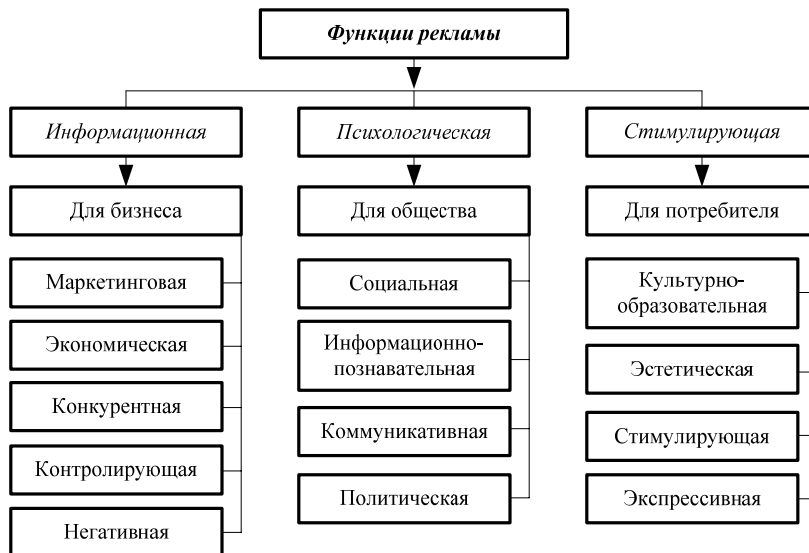 Функции рекламы
Информационная
Психологическая
Стимулирующая
Для бизнеса
Для общества
Для потребителя
Маркетинговая
Экономическая
Конкурентная
Контролирующая
Негативная
Социальная
Информационно-
познавательная
Коммуникативная
Политическая
Культурно-
образовательная
Эстетическая
Стимулирующая
Экспрессивная